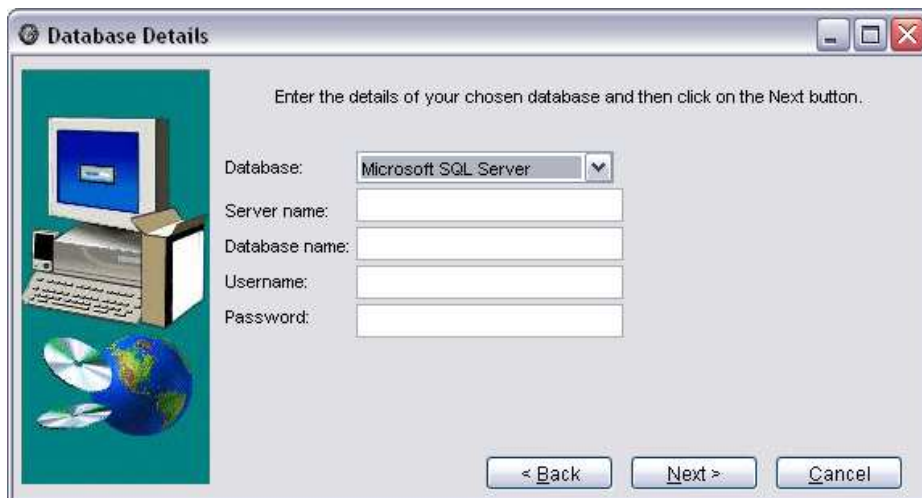 Database Details
Enter the details of your chosen database and then click on the Next button.
Database: Microsoft SQL Server
Server name:
Database name:
Username:
Password:
< Back Next > Cancel